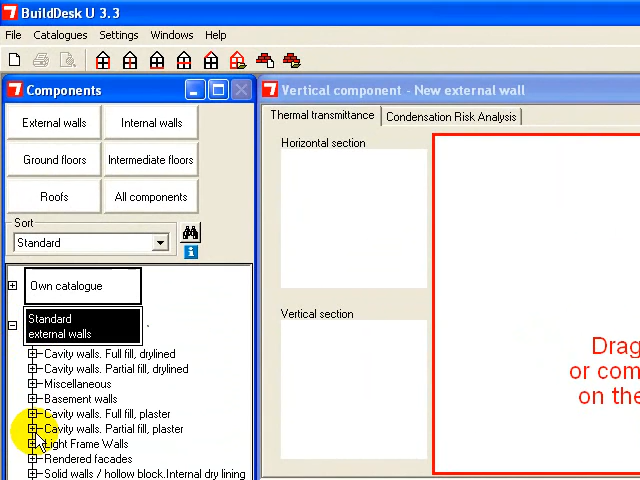 BuildDesk U 3.3
File Catalogues Settings Windows Help
Components
External walls Internal walls
Ground floors Intermediate floors
Roofs All components
Sort
Standard
Own catalogue
Standard
external walls
Cavity walls. Full fill, drylined
Cavity walls. Partial fill, drylined
Miscellaneous
Basement walls
Cavity walls. Full fill, plaster
Cavity walls. Partial fill, plaster
Light Frame Walls
Rendered facades
Solid walls / hollow block.Internal dry lining
Vertical component - New external wall
Thermal transmittance Condensation Risk Analysis
Horizontal section
Vertical section
Drag
or com
on the